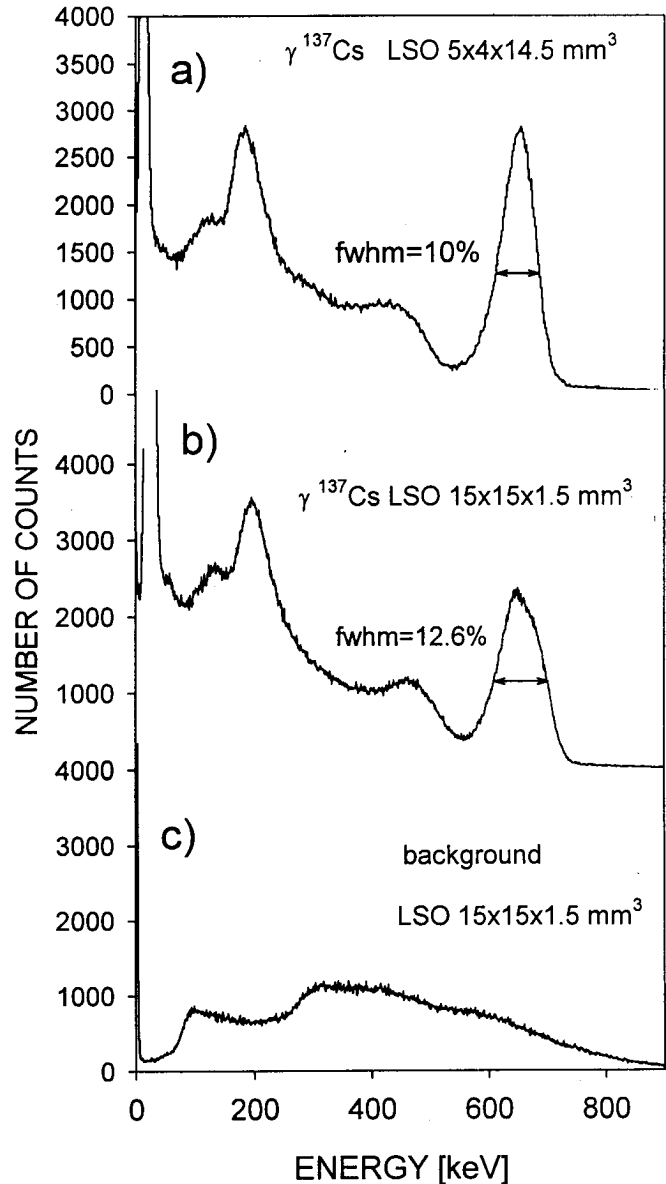 4000
3500
3000
2500
2000
1500
1000
500
0
a)
γ ¹³⁷Cs LSO 5x4x14.5 mm³
fwhm=10%
4000
3000
2000
1000
b)
γ ¹³⁷Cs LSO 15x15x1.5 mm³
fwhm=12.6%
4000
3000
2000
1000
0
c)
background
LSO 15x15x1.5 mm³
NUMBER OF COUNTS
0 200 400 600 800
ENERGY [keV]